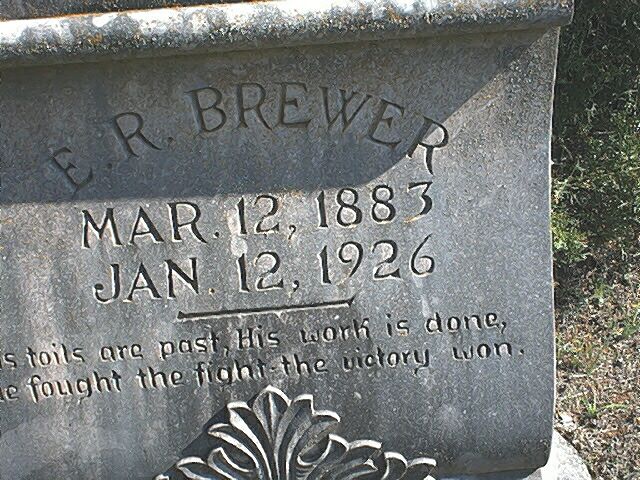 E. R. BREWER
MAR. 12, 1883
JAN. 12, 1926
is toils are past, His work is done,
e fought the fight - the victory won.